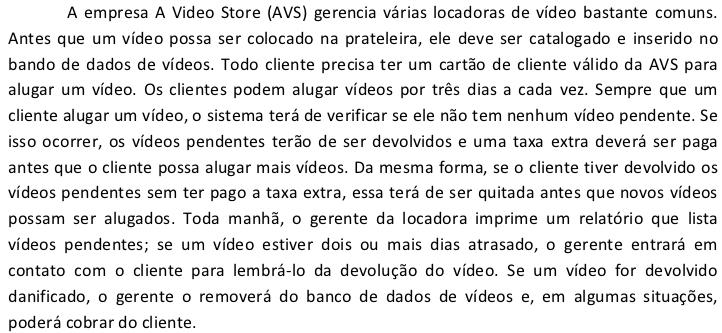 A empresa A Video Store (AVS) gerencia várias locadoras de vídeo bastante comuns.
Antes que um vídeo possa ser colocado na prateleira, ele deve ser catalogado e inserido no
bando de dados de vídeos. Todo cliente precisa ter um cartão de cliente válido da AVS para
alugar um vídeo. Os clientes podem alugar vídeos por três dias a cada vez. Sempre que um
cliente alugar um vídeo, o sistema terá de verificar se ele não tem nenhum vídeo pendente. Se
isso ocorrer, os vídeos pendentes terão de ser devolvidos e uma taxa extra deverá ser paga
antes que o cliente possa alugar mais vídeos. Da mesma forma, se o cliente tiver devolvido os
vídeos pendentes sem ter pago a taxa extra, essa terá de ser quitada antes que novos vídeos
possam ser alugados. Toda manhã, o gerente da locadora imprime um relatório que lista
vídeos pendentes; se um vídeo estiver dois ou mais dias atrasado, o gerente entrará em
contato com o cliente para lembrá-lo da devolução do vídeo. Se um vídeo for devolvido
danificado, o gerente o removerá do banco de dados de vídeos e, em algumas situações,
poderá cobrar do cliente.